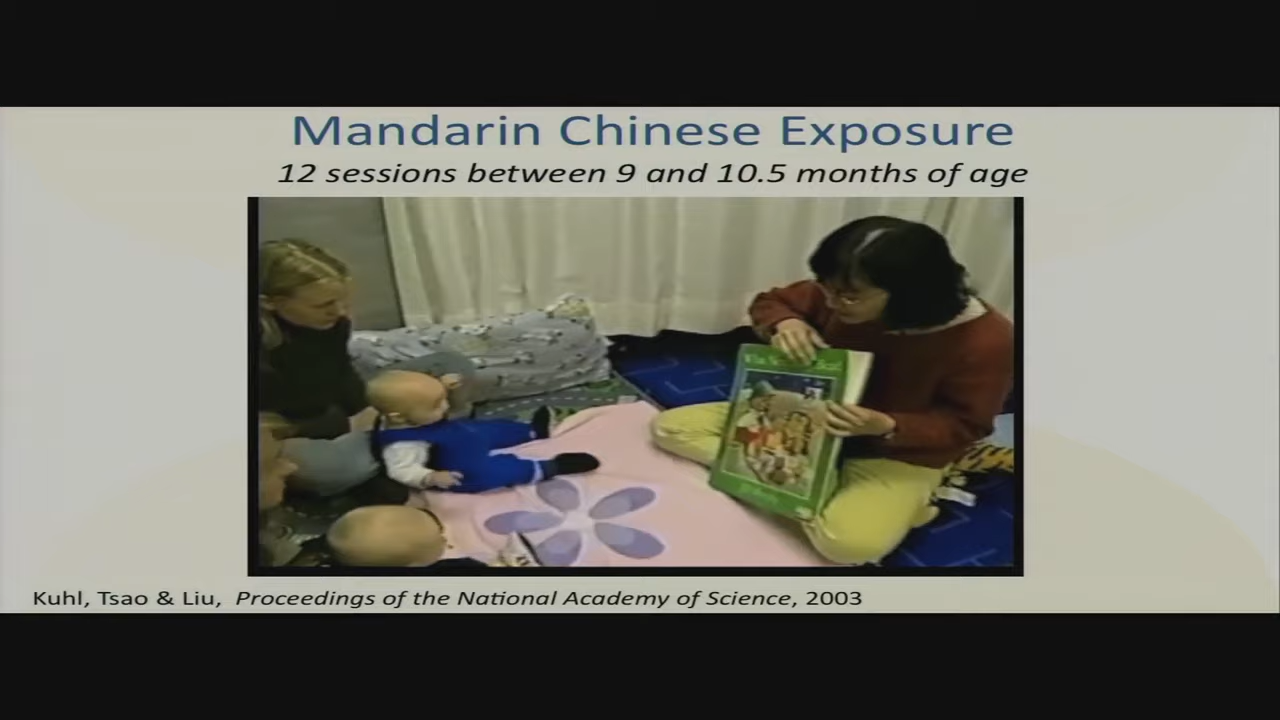 Mandarin Chinese Exposure
12 sessions between 9 and 10.5 months of age
Kuhl, Tsao & Liu, Proceedings of the National Academy of Science, 2003